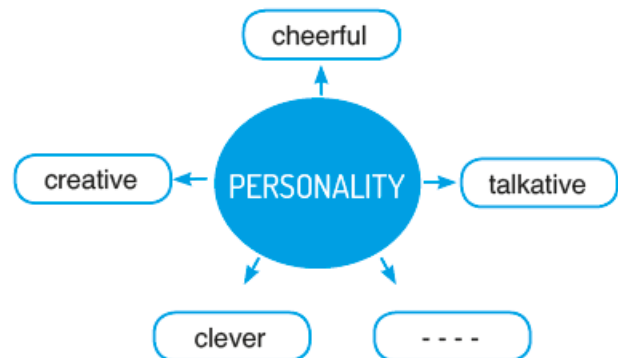 cheerful
creative
PERSONALITY
talkative
clever
- - - -